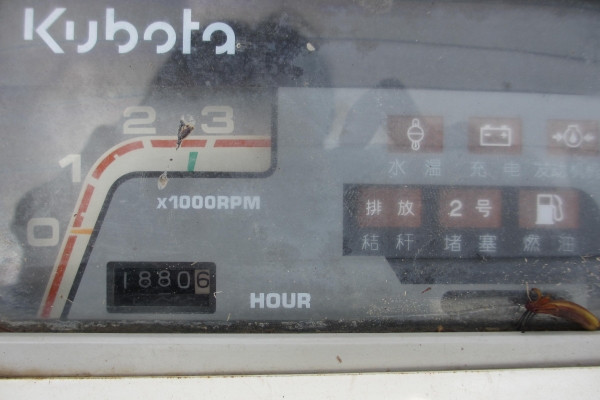 Kubota
0 1 2 3
x1000RPM
18806
HOUR
水温 充电
排放 2号
秸秆 堵塞 燃油